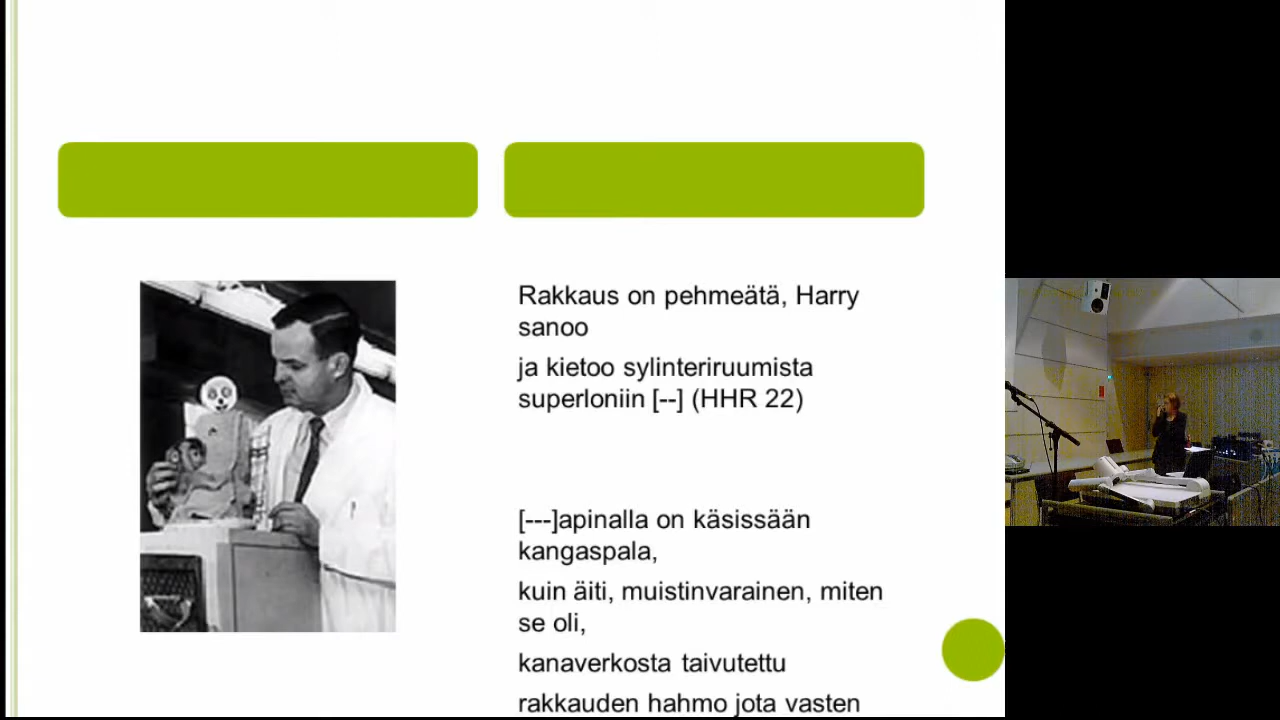 Rakkaus on pehmeätä, Harry
sanoo
ja kietoo sylinteriruumista
superloniin [--] (HHR 22)
[---]apinalla on käsissään
kangaspala,
kuin äiti, muistinvarainen, miten
se oli,
kanaverkosta taivutettu
rakkauden hahmo jota vasten